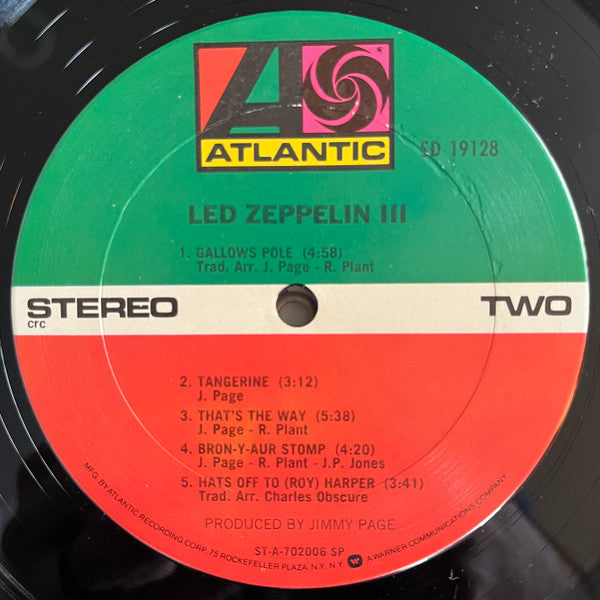 ATLANTIC
SD 19128
LED ZEPPELIN III
1. GALLOWS POLE (4:58)
Trad. Arr. J. Page - R. Plant
STEREO TWO
crc
2. TANGERINE (3:12)
J. Page
3. THAT'S THE WAY (5:38)
J. Page - R. Plant
4. BRON-Y-AUR STOMP (4:20)
J. Page - R. Plant - J.P. Jones
5. HATS OFF TO (ROY) HARPER (3:41)
Trad. Arr. Charles Obscure
PRODUCED BY JIMMY PAGE
ST-A-702006 SP
MFG. BY ATLANTIC RECORDING CORP. 75 ROCKEFELLER PLAZA, N.Y. N.Y. A WARNER COMMUNICATIONS COMPANY